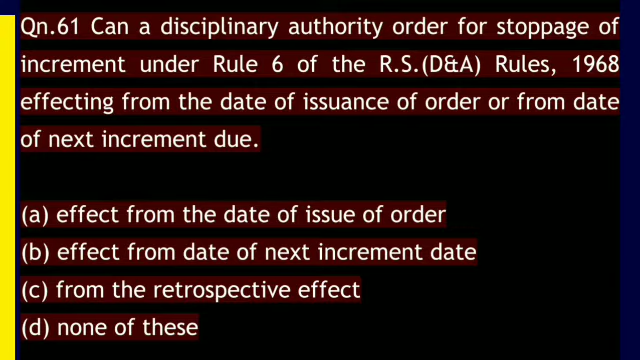 Qn.61 Can a disciplinary authority order for stoppage of
increment under Rule 6 of the R.S.(D&A) Rules, 1968
effecting from the date of issuance of order or from date
of next increment due.
(a) effect from the date of issue of order
(b) effect from date of next increment date
(c) from the retrospective effect
(d) none of these